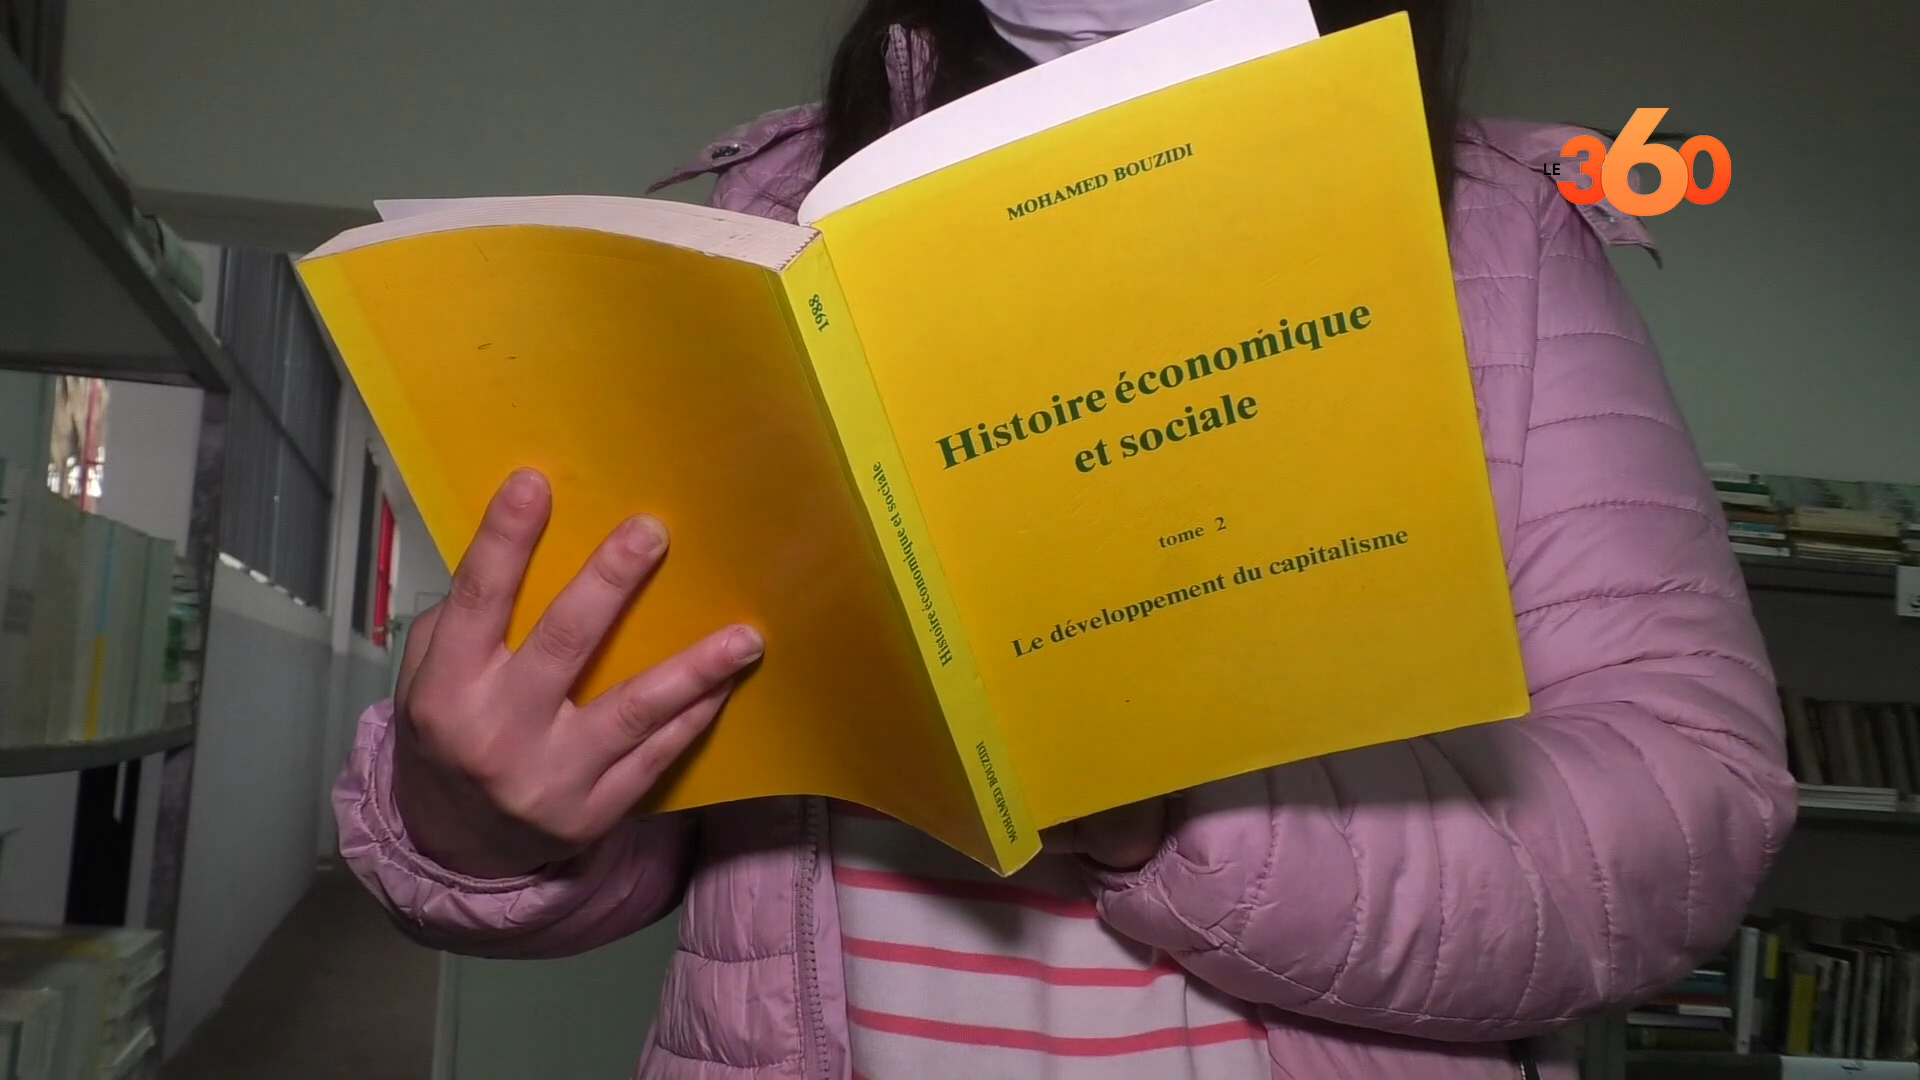 LE 360
MOHAMED BOUZIDI
Histoire économique
et sociale
tome 2
Le développement du capitalisme
1988
Histoire économique et sociale
MOHAMED BOUZIDI